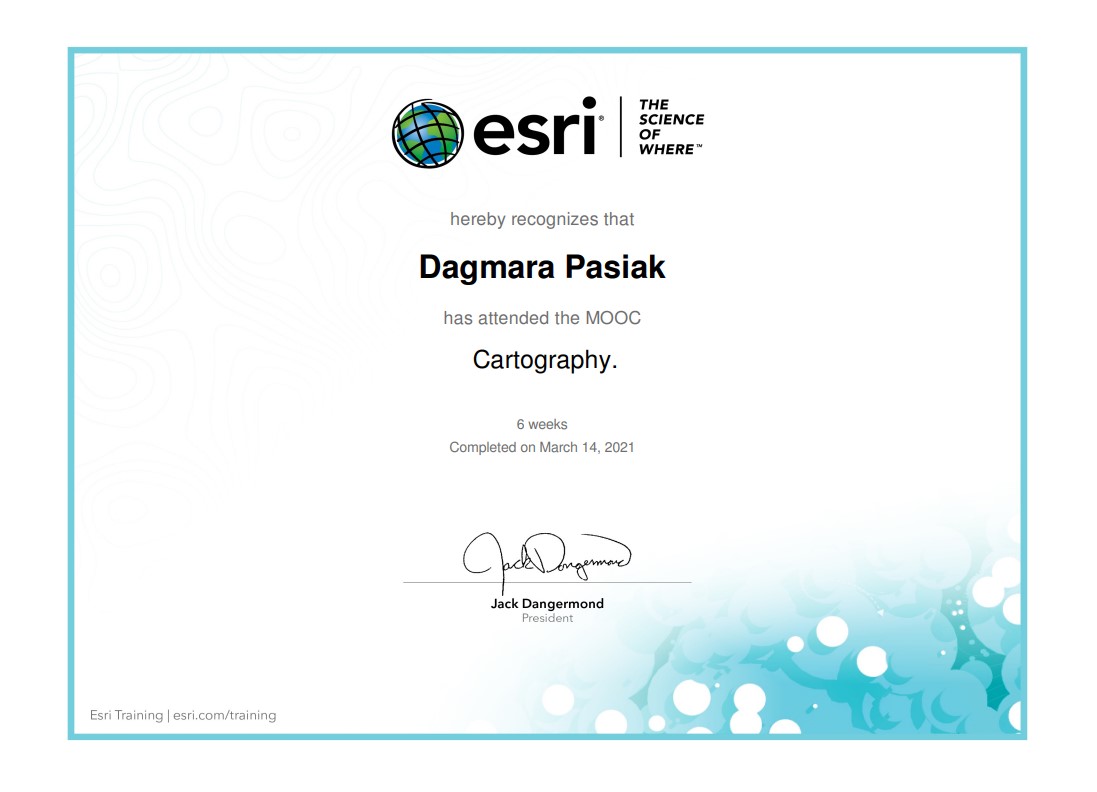 esri®
THE
SCIENCE
OF
WHERE™
hereby recognizes that
Dagmara Pasiak
has attended the MOOC
Cartography.
6 weeks
Completed on March 14, 2021
Jack Dangermond
Jack Dangermond
President
Esri Training | esri.com/training